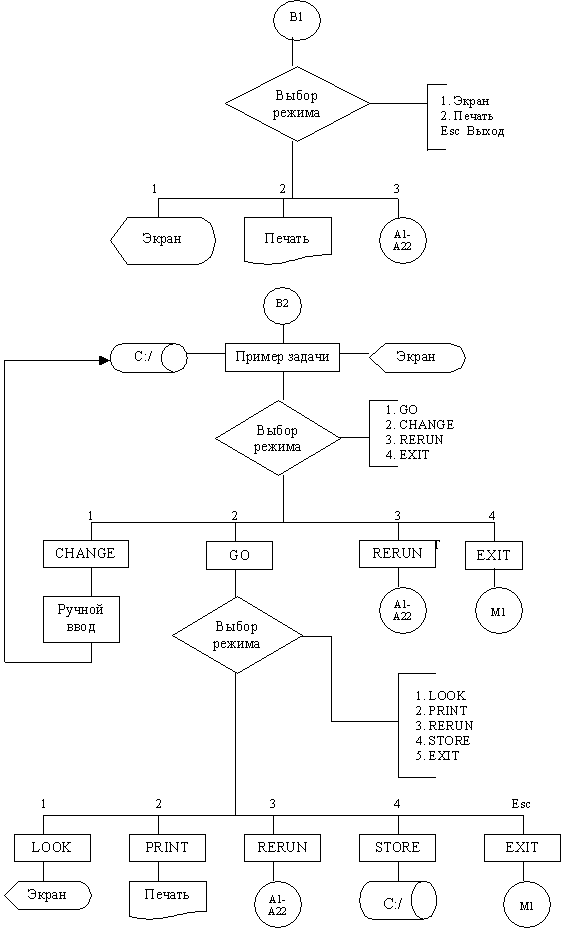 B1
Выбор
режима
1. Экран
2. Печать
Esc Выход
1
2
3
Экран
Печать
A1-
A22
B2
C:/
Пример задачи
Экран
Выбор
режима
1. GO
2. CHANGE
3. RERUN
4. EXIT
1
2
3
4
CHANGE
GO
RERUN
T
EXIT
Ручной
ввод
Выбор
режима
A1-
A22
M1
1. LOOK
2. PRINT
3. RERUN
4. STORE
5. EXIT
1
2
3
4
Esc
LOOK
PRINT
RERUN
STORE
EXIT
Экран
Печать
A1-
A22
C:/
M1